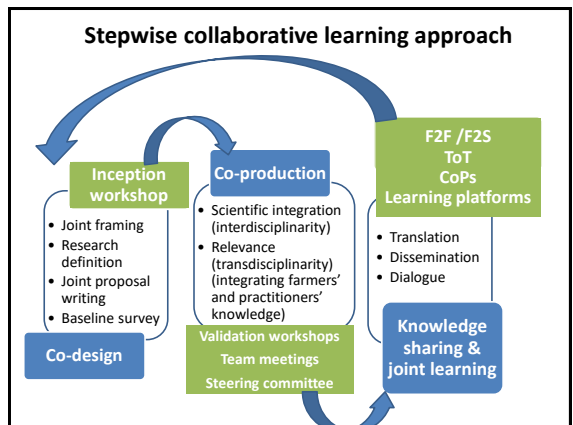 Stepwise collaborative learning approach
Inception
workshop
• Joint framing
• Research
definition
• Joint proposal
writing
• Baseline survey
Co-design
Co-production
• Scientific integration
(interdisciplinarity)
• Relevance
(transdisciplinarity)
(integrating farmers'
and practitioners'
knowledge)
Validation workshops
Team meetings
Steering committee
F2F /F2S
ToT
CoPs
Learning platforms
• Translation
• Dissemination
• Dialogue
Knowledge
sharing &
joint learning